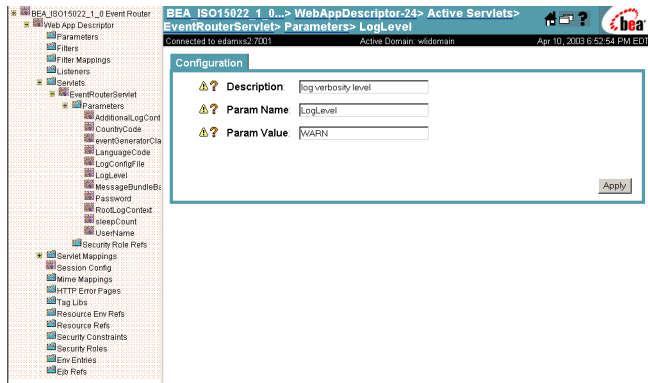 BEA_ISO15022_1_0 Event Router
Web App Descriptor
Parameters
Filters
Filter Mappings
Listeners
Servlets
EventRouterServlet
Parameters
AdditionalLogCont
CountryCode
eventGeneratorCla
LanguageCode
LogConfigFile
LogLevel
MessageBundleBa
Password
RootLogContext
sleepCount
UserName
Security Role Refs
Servlet Mappings
Session Config
Mime Mappings
HTTP Error Pages
Tag Libs
Resource Env Refs
Resource Refs
Security Constraints
Security Roles
Env Entries
Ejb Refs
BEA_ISO15022_1_0...> WebAppDescriptor-24> Active Servlets>
EventRouterServlet> Parameters> LogLevel
?
bea
Connected to edamxs2:7001 Active Domain: wlidomain Apr 10, 2003 6:52:54 PM EDT
Configuration
? Description: log verbosity level
? Param Name: LogLevel
? Param Value: WARN
Apply